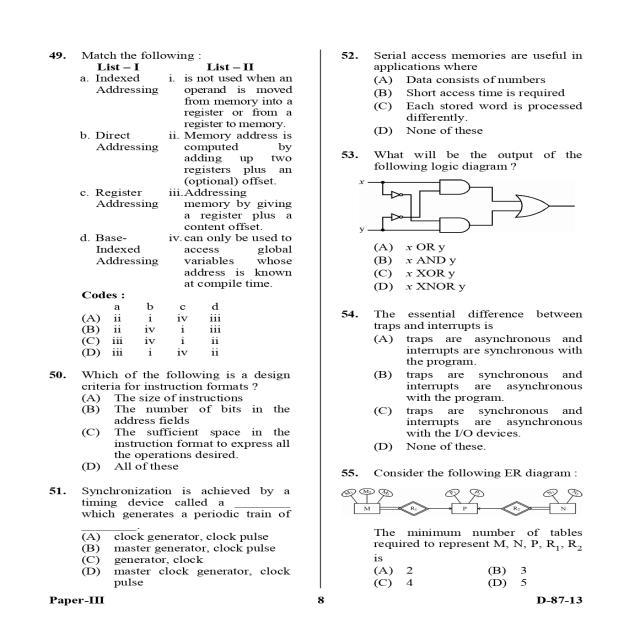 49. Match the following :
List – I List – II
a. Indexed Addressing i. is not used when an operand is moved from memory into a register or from a register to memory.
b. Direct Addressing ii. Memory address is computed by adding up two registers plus an (optional) offset.
c. Register Addressing iii. Addressing memory by giving a register plus a content offset.
d. Base-Indexed Addressing iv. can only be used to access global variables whose address is known at compile time.
Codes :
a b c d
(A) ii i iv iii
(B) ii iv i iii
(C) iii iv i ii
(D) iii i iv ii
50. Which of the following is a design
criteria for instruction formats ?
(A) The size of instructions
(B) The number of bits in the
address fields
(C) The sufficient space in the
instruction format to express all
the operations desired.
(D) All of these
51. Synchronization is achieved by a
timing device called a ________
which generates a periodic train of
________.
(A) clock generator, clock pulse
(B) master generator, clock pulse
(C) generator, clock
(D) master clock generator, clock
pulse
52. Serial access memories are useful in
applications where
(A) Data consists of numbers
(B) Short access time is required
(C) Each stored word is processed
differently.
(D) None of these
53. What will be the output of the
following logic diagram ?
x
y
(A) x OR y
(B) x AND y
(C) x XOR y
(D) x XNOR y
54. The essential difference between
traps and interrupts is
(A) traps are asynchronous and
interrupts are synchronous with
the program.
(B) traps are synchronous and
interrupts are asynchronous
with the program.
(C) traps are synchronous and
interrupts are asynchronous
with the I/O devices.
(D) None of these.
55. Consider the following ER diagram :
M R1 P R2 N
The minimum number of tables
required to represent M, N, P, R1, R2
is
(A) 2 (B) 3
(C) 4 (D) 5
Paper-III 8 D-87-13